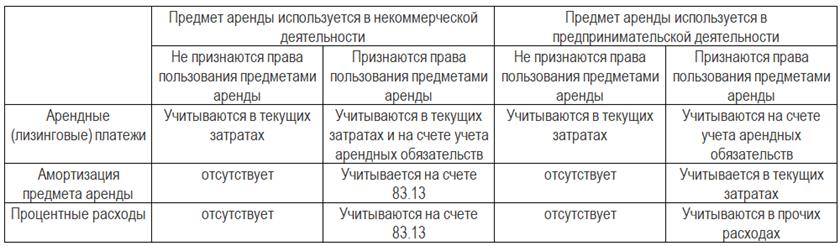 Предмет аренды используется в некоммерческой
деятельности
Предмет аренды используется в
предпринимательской деятельности
Не признаются права
пользования предметами
аренды
Признаются права
пользования предметами
аренды
Не признаются права
пользования предметами
аренды
Признаются права
пользования предметами
аренды
Арендные
(лизинговые) платежи
Учитываются в текущих
затратах
Учитываются в текущих
затратах и на счете учета
арендных обязательств
Учитываются в текущих
затратах
Учитываются на счете
учета арендных
обязательств
Амортизация
предмета аренды
отсутствует
Учитывается на счете
83.13
отсутствует
Учитывается в текущих
затратах
Процентные расходы
отсутствует
Учитываются на счете
83.13
отсутствует
Учитываются в прочих
расходах